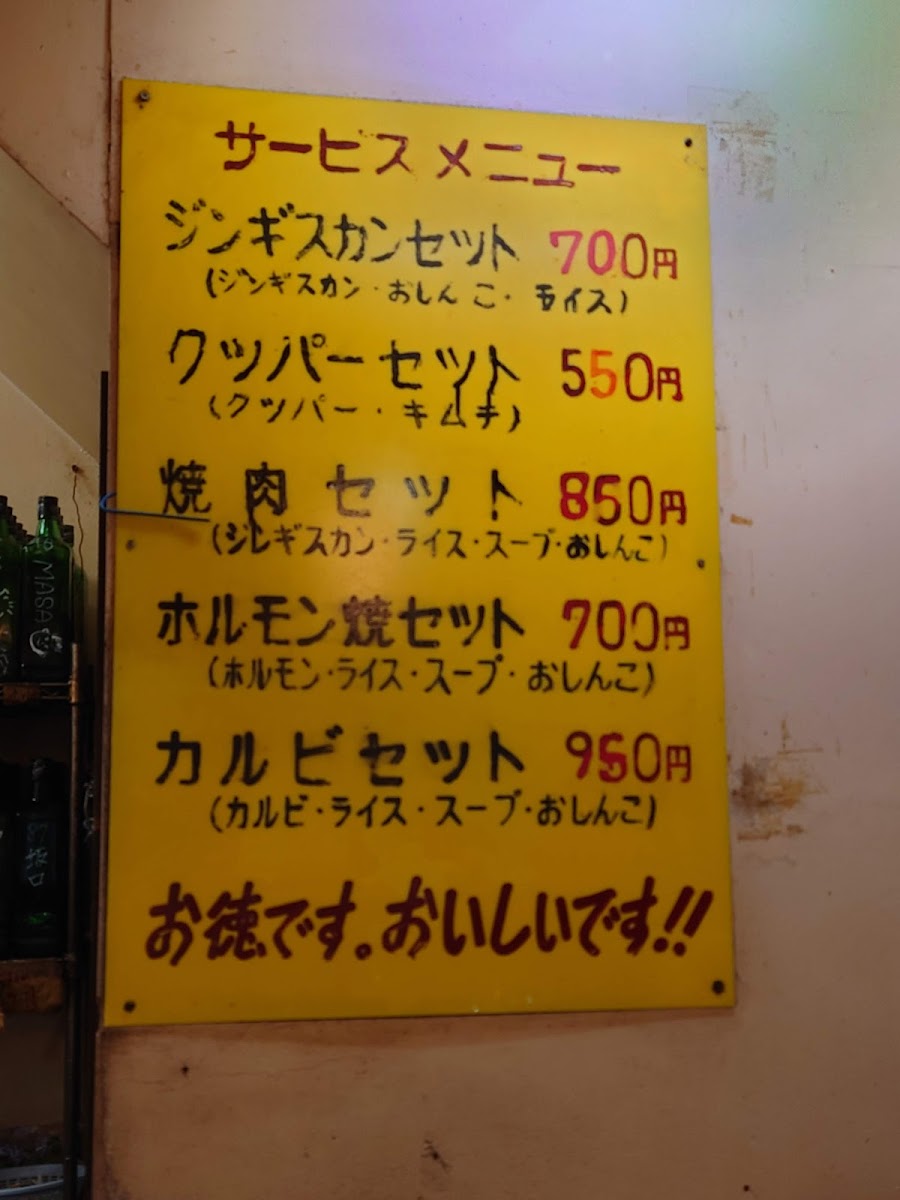 サービスメニュー
ジンギスカンセット 700円
(ジンギスカン・おしんこ・ライス)
クッパーセット 550円
(クッパー・キムチ)
焼肉セット 850円
(ジンギスカン・ライス・スープ・おしんこ)
ホルモン焼セット 700円
(ホルモン・ライス・スープ・おしんこ)
カルビセット 950円
(カルビ・ライス・スープ・おしんこ)
お徳です。おいしいです!!
MASA